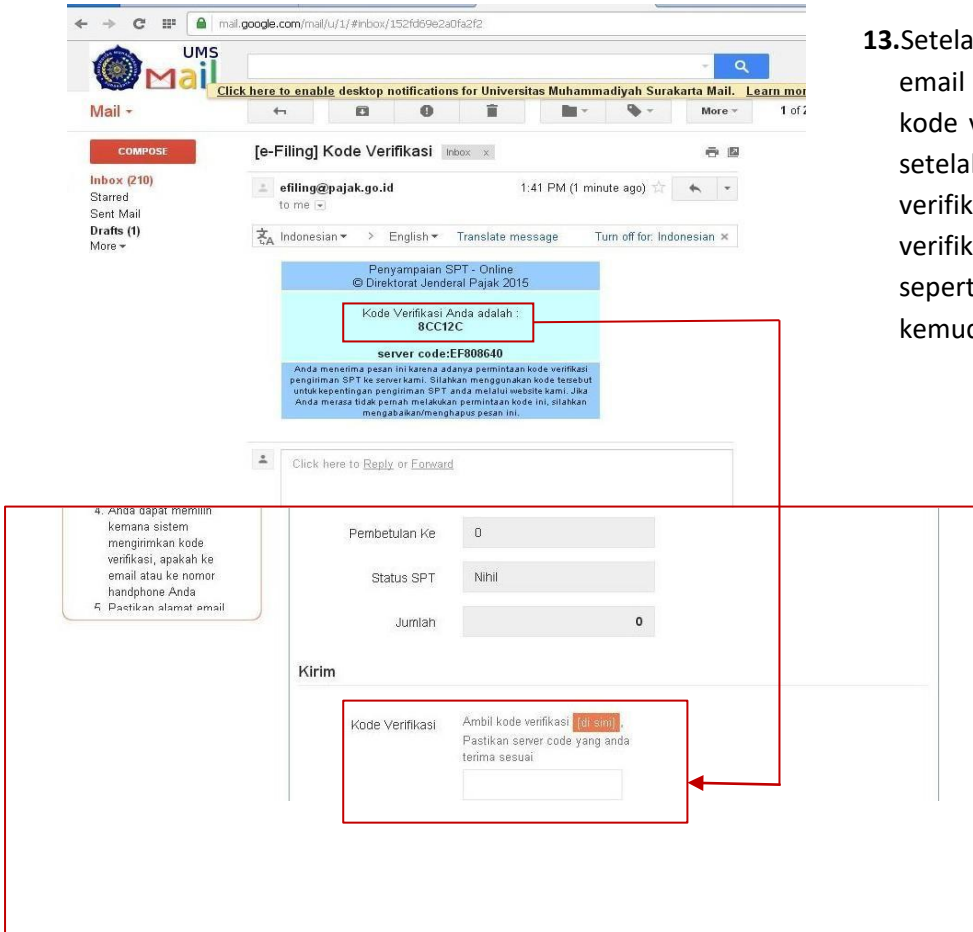 mail.google.com/mail/u/1/#inbox/152fd69e2a0fa2f2
UMS
Mail
Click here to enable desktop notifications for Universitas Muhammadiyah Surakarta Mail. Learn mor
Mail
More
1 of 2
COMPOSE
Inbox (210)
Starred
Sent Mail
Drafts (1)
More
[e-Filing] Kode Verifikasi
Inbox x
efiling@pajak.go.id
1:41 PM (1 minute ago)
to me
Indonesian > English Translate message Turn off for: Indonesian ×
Penyampaian SPT - Online
© Direktorat Jenderal Pajak 2015
Kode Verifikasi Anda adalah :
8CC12C
server code:EF808640
Anda menerima pesan ini karena adanya permintaan kode verifikasi
pengiriman SPT ke server kami. Silahkan menggunakan kode tersebut
untuk kepentingan pengiriman SPT anda melalui website kami. Jika
Anda merasa tidak pernah melakukan permintaan kode ini, silahkan
mengabaikan/menghapus pesan ini.
Click here to Reply or Forward
13.Setela
email
kode v
setelal
verifik
verifik
sepert
kemud
4. Anda dapat memilih
kemana sistem
mengirimkan kode
verifikasi, apakah ke
email atau ke nomor
handphone Anda
5. Pastikan alamat email
Pembetulan Ke 0
Status SPT Nihil
Jumlah 0
Kirim
Kode Verifikasi
Ambil kode verifikasi [di sini] ,
Pastikan server code yang anda
terima sesuai